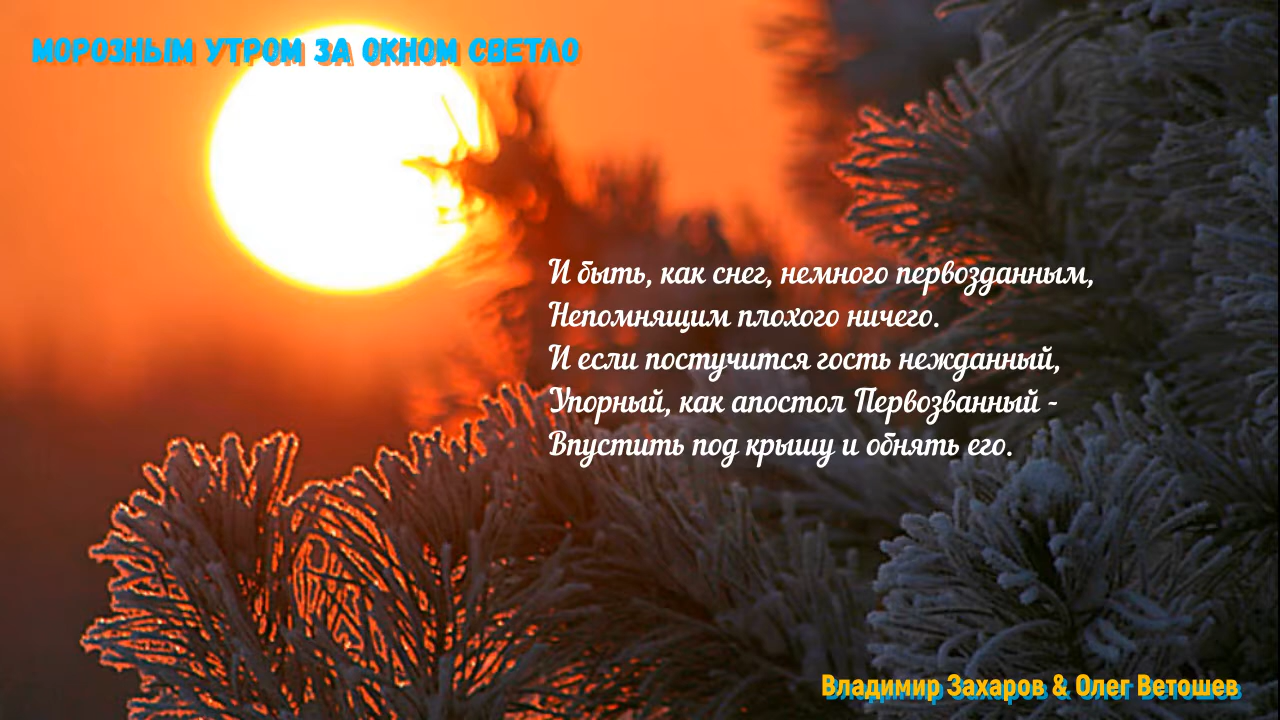 МОРОЗНЫМ УТРОМ ЗА ОКНОМ СВЕТЛО
И быть, как снег, немного первозданным,
Непомнящим плохого ничего.
И если постучится гость нежданный,
Упорный, как апостол Первозванный -
Впустить под крышу и обнять его.
Владимир Захаров & Олег Ветошев